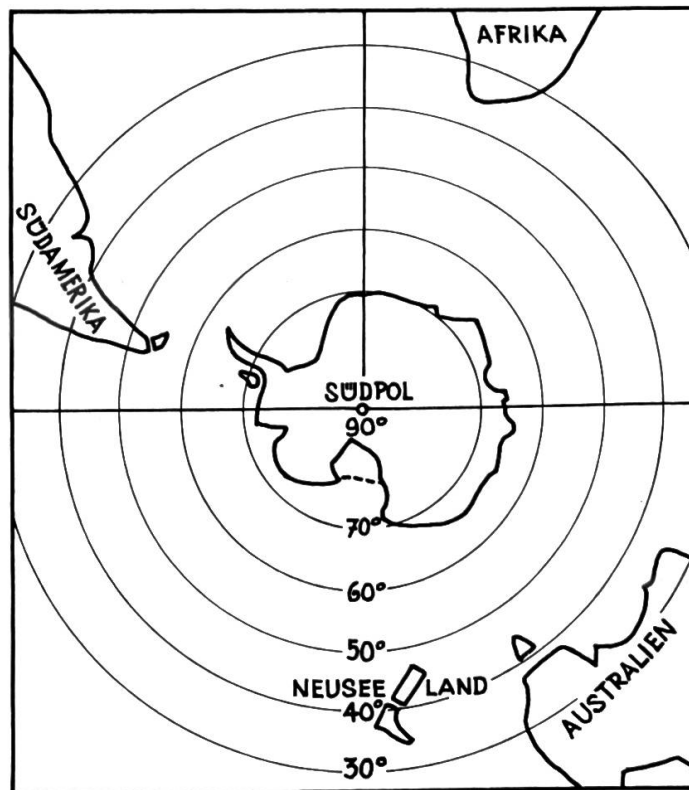 AFRIKA
SÜDAMERIKA
SÜDPOL
90°
70°
60°
50°
NEUSEE LAND
40°
AUSTRALIEN
30°